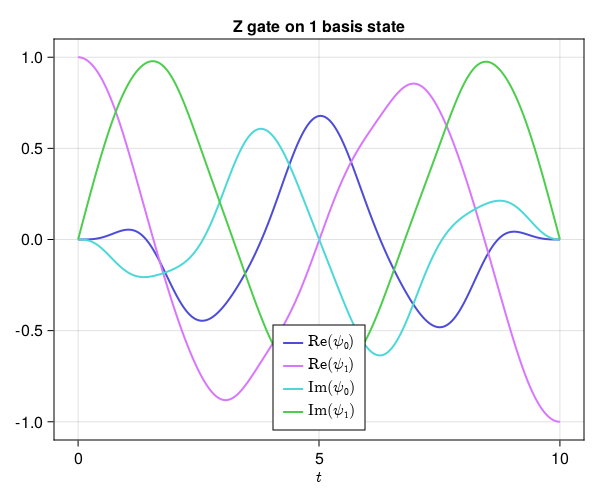 Z gate on 1 basis state
1.0
0.5
0.0
-0.5
-1.0
Re(ψ₀)
Re(ψ₁)
Im(ψ₀)
Im(ψ₁)
0 5 10
t